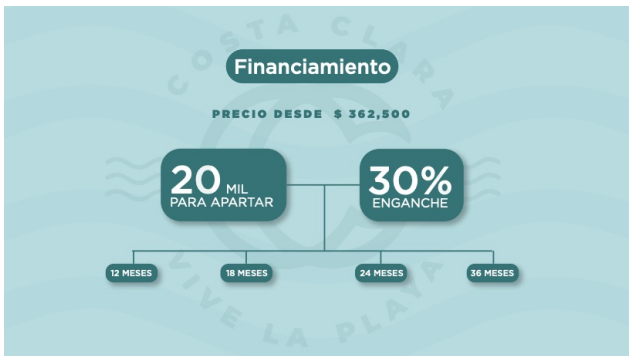 COSTA CLARA
Financiamiento
PRECIO DESDE $ 362,500
20 MIL
PARA APARTAR
30%
ENGANCHE
12 MESES
18 MESES
24 MESES
36 MESES
VIVE LA PLAYA